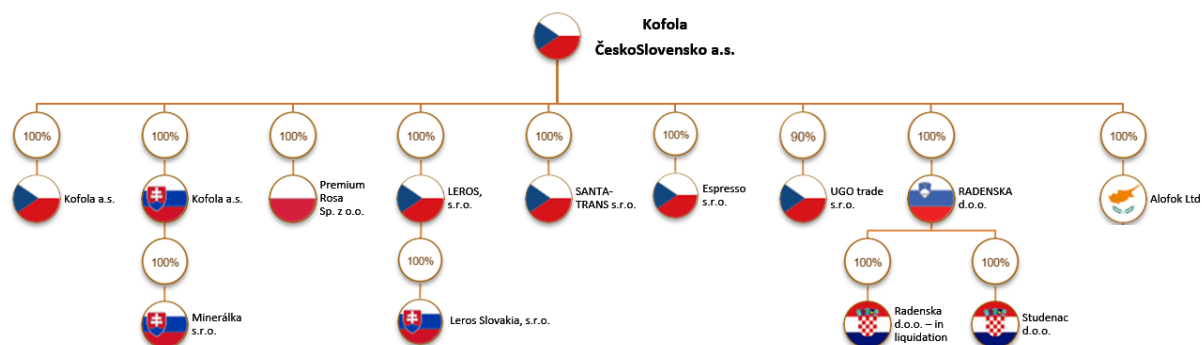 Kofola
ČeskoSlovensko a.s.
100%
100%
100%
100%
100%
100%
90%
100%
100%
Kofola a.s.
Kofola a.s.
Premium
Rosa
Sp. z o.o.
LEROS,
s.r.o.
SANTA-
TRANS s.r.o.
Espresso
s.r.o.
UGO trade
s.r.o.
RADENSKA
d.o.o.
Alofok Ltd
100%
100%
100%
100%
Minerálka
s.r.o.
Leros Slovakia, s.r.o.
Radenska
d.o.o. – in
liquidation
Studenac
d.o.o.